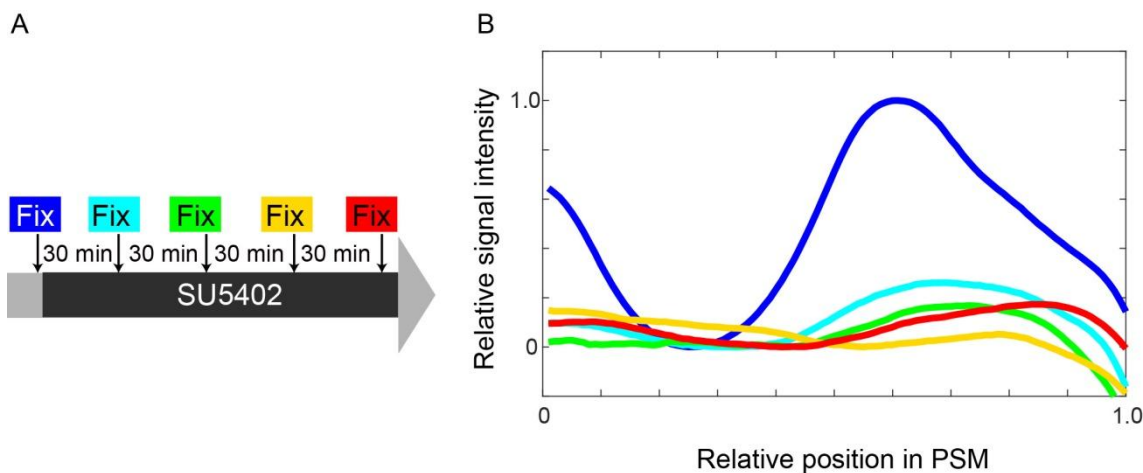 A
Fix Fix Fix Fix Fix
30 min 30 min 30 min 30 min
SU5402
B
Relative signal intensity
1.0
0
0 1.0
Relative position in PSM